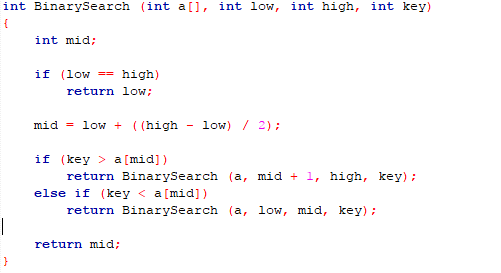 int BinarySearch (int a[], int low, int high, int key)
{
    int mid;

    if (low == high)
        return low;

    mid = low + ((high - low) / 2);

    if (key > a[mid])
        return BinarySearch (a, mid + 1, high, key);
    else if (key < a[mid])
        return BinarySearch (a, low, mid, key);

    return mid;
}